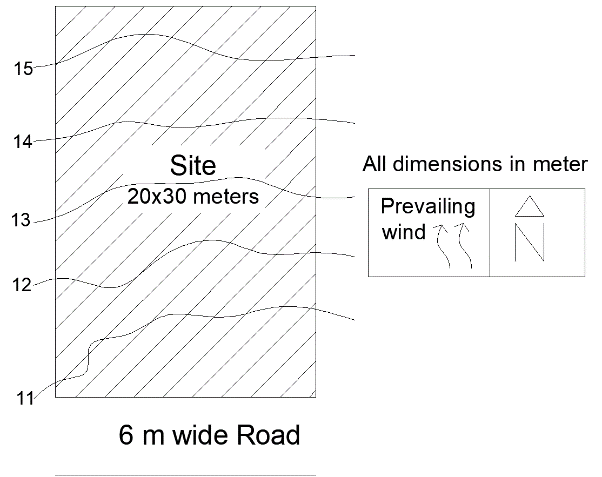 15
14
Site
20x30 meters
13
12
11
6 m wide Road
All dimensions in meter
Prevailing
wind
N